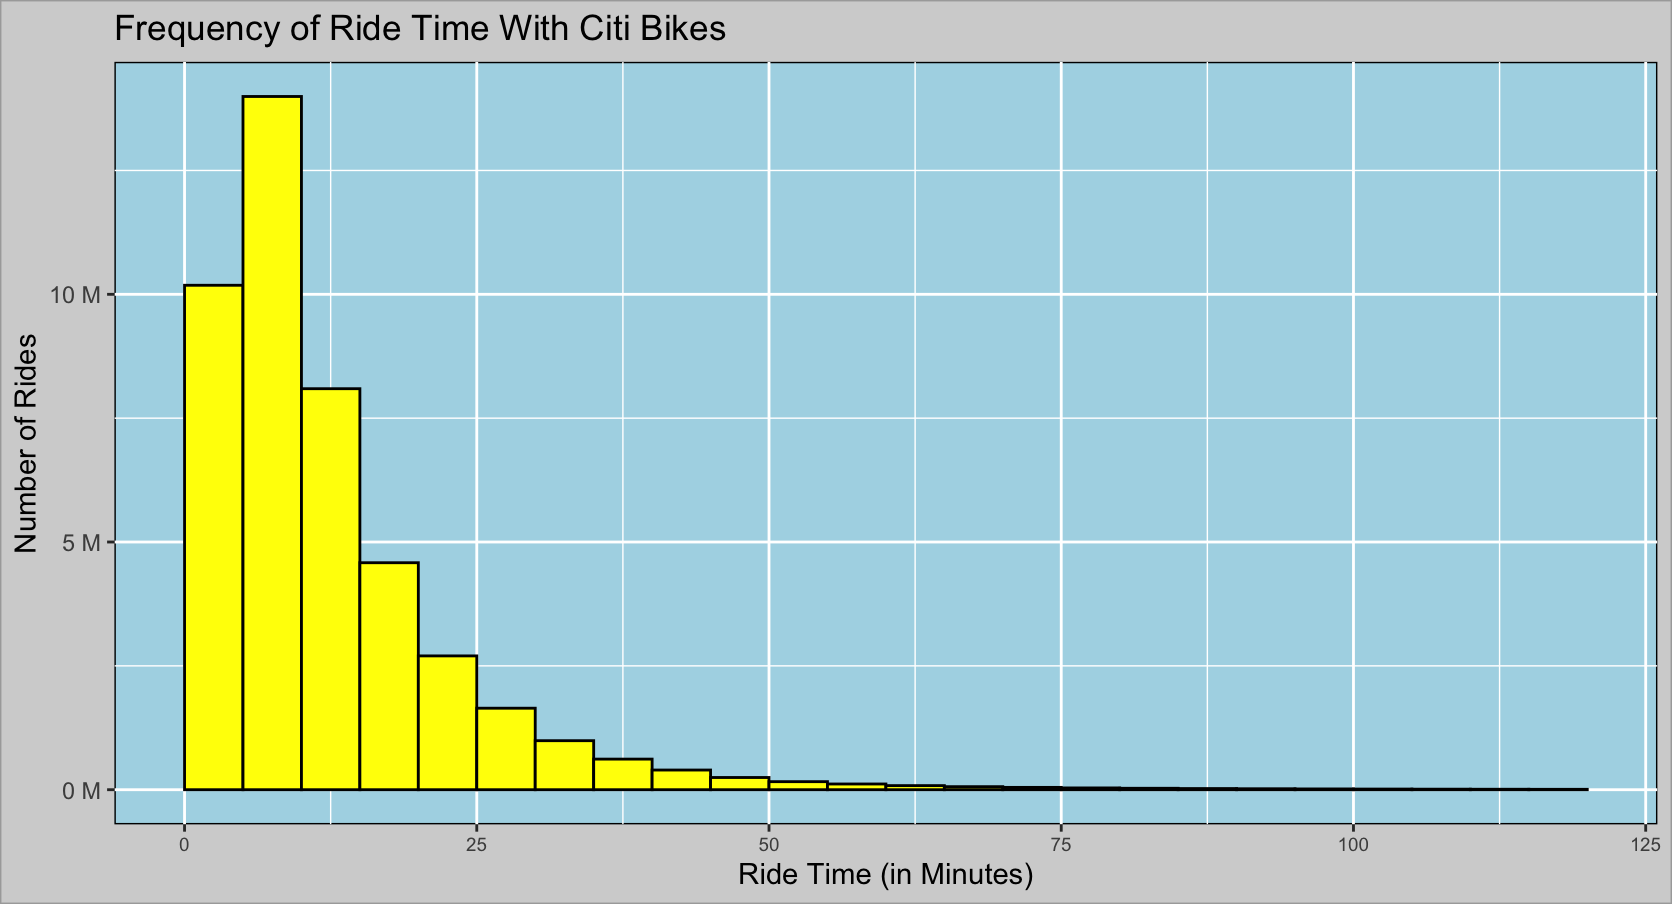 Frequency of Ride Time With Citi Bikes
Number of Rides
10 M
5 M
0 M
0 25 50 75 100 125
Ride Time (in Minutes)